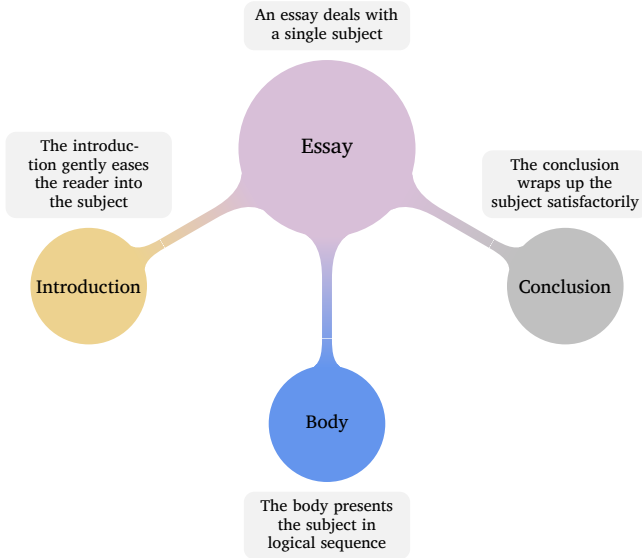 An essay deals with
a single subject
Essay
The introduc-
tion gently eases
the reader into
the subject
Introduction
The conclusion
wraps up the
subject satisfactorily
Conclusion
Body
The body presents
the subject in
logical sequence